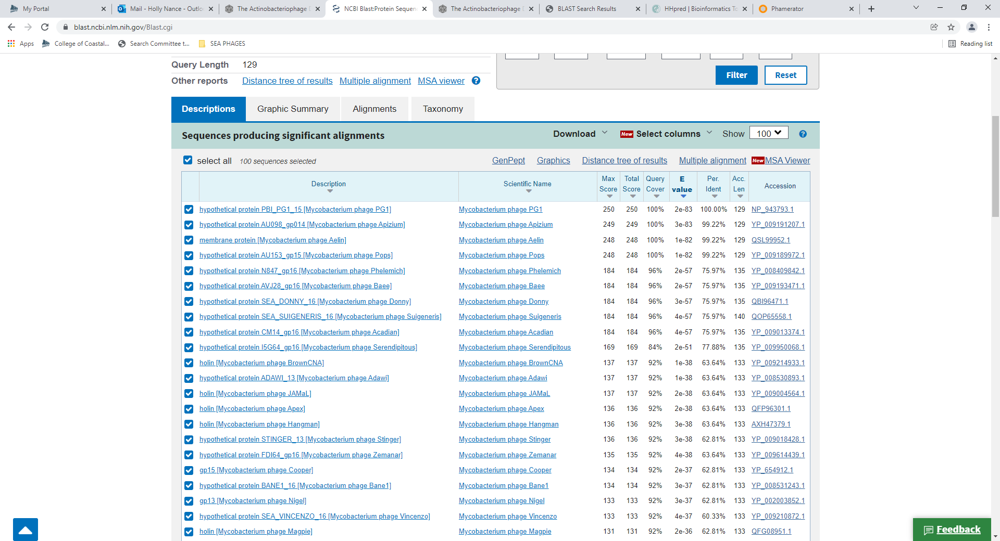 My Portal
Mail - Holly Nance - Outlo
The Actinobacteriophage D
NCBI Blast:Protein Sequen
The Actinobacteriophage D
BLAST Search Results
HHpred | Bioinformatics To
Phamerator
blast.ncbi.nlm.nih.gov/Blast.cgi
Apps
College of Coastal...
Search Committee t...
SEA PHAGES
Reading list
Query Length 129
Other reports Distance tree of results Multiple alignment MSA viewer ?
Filter Reset
Descriptions Graphic Summary Alignments Taxonomy
Sequences producing significant alignments Download New Select columns Show 100 ?
select all 100 sequences selected GenPept Graphics Distance tree of results Multiple alignment New MSA Viewer
Description Scientific Name Max Score Total Score Query Cover E value Per. Ident Acc. Len Accession
hypothetical protein PBI_PG1_15 [Mycobacterium phage PG1] Mycobacterium phage PG1 250 250 100% 2e-83 100.00% 129 NP_943793.1
hypothetical protein AU098_gp014 [Mycobacterium phage Apizium] Mycobacterium phage Apizium 249 249 100% 3e-83 99.22% 129 YP_009191207.1
membrane protein [Mycobacterium phage Aelin] Mycobacterium phage Aelin 248 248 100% 1e-82 99.22% 129 QSL99952.1
hypothetical protein AU153_gp15 [Mycobacterium phage Pops] Mycobacterium phage Pops 248 248 100% 1e-82 99.22% 129 YP_009189972.1
hypothetical protein N847_gp16 [Mycobacterium phage Phelemich] Mycobacterium phage Phelemich 184 184 96% 2e-57 75.97% 135 YP_008409842.1
hypothetical protein AVJ28_gp16 [Mycobacterium phage Baee] Mycobacterium phage Baee 184 184 96% 2e-57 75.97% 135 YP_009193471.1
hypothetical protein SEA_DONNY_16 [Mycobacterium phage Donny] Mycobacterium phage Donny 184 184 96% 3e-57 75.97% 135 QBI96471.1
hypothetical protein SEA_SUIGENERIS_16 [Mycobacterium phage Suigeneris] Mycobacterium phage Suigeneris 184 184 96% 4e-57 75.97% 140 QOP65558.1
hypothetical protein CM14_gp16 [Mycobacterium phage Acadian] Mycobacterium phage Acadian 184 184 96% 4e-57 75.97% 135 YP_009013374.1
hypothetical protein I5G64_gp16 [Mycobacterium phage Serendipitous] Mycobacterium phage Serendipitous 169 169 84% 2e-51 77.88% 135 YP_009950068.1
holin [Mycobacterium phage BrownCNA] Mycobacterium phage BrownCNA 137 137 92% 1e-38 63.64% 133 YP_009214933.1
hypothetical protein ADAWI_13 [Mycobacterium phage Adawi] Mycobacterium phage Adawi 137 137 92% 1e-38 63.64% 133 YP_008530893.1
holin [Mycobacterium phage JAMaL] Mycobacterium phage JAMaL 137 137 92% 2e-38 63.64% 133 YP_009004564.1
holin [Mycobacterium phage Apex] Mycobacterium phage Apex 136 136 92% 2e-38 63.64% 133 QFP96301.1
holin [Mycobacterium phage Hangman] Mycobacterium phage Hangman 136 136 92% 3e-38 63.64% 133 AXH47379.1
hypothetical protein STINGER_13 [Mycobacterium phage Stinger] Mycobacterium phage Stinger 136 136 92% 3e-38 62.81% 133 YP_009018428.1
hypothetical protein FDI64_gp16 [Mycobacterium phage Zemanar] Mycobacterium phage Zemanar 135 135 92% 4e-38 63.64% 133 YP_009614439.1
gp15 [Mycobacterium phage Cooper] Mycobacterium phage Cooper 134 134 92% 2e-37 62.81% 133 YP_654912.1
hypothetical protein BANE1_16 [Mycobacterium phage Bane1] Mycobacterium phage Bane1 134 134 92% 3e-37 62.81% 133 YP_008531243.1
gp13 [Mycobacterium phage Nigel] Mycobacterium phage Nigel 133 133 92% 3e-37 62.81% 133 YP_002003852.1
hypothetical protein SEA_VINCENZO_16 [Mycobacterium phage Vincenzo] Mycobacterium phage Vincenzo 133 133 92% 4e-37 60.33% 133 YP_009210872.1
holin [Mycobacterium phage Magpie] Mycobacterium phage Magpie 131 131 92% 2e-36 62.81% 133 QFG08951.1
Feedback